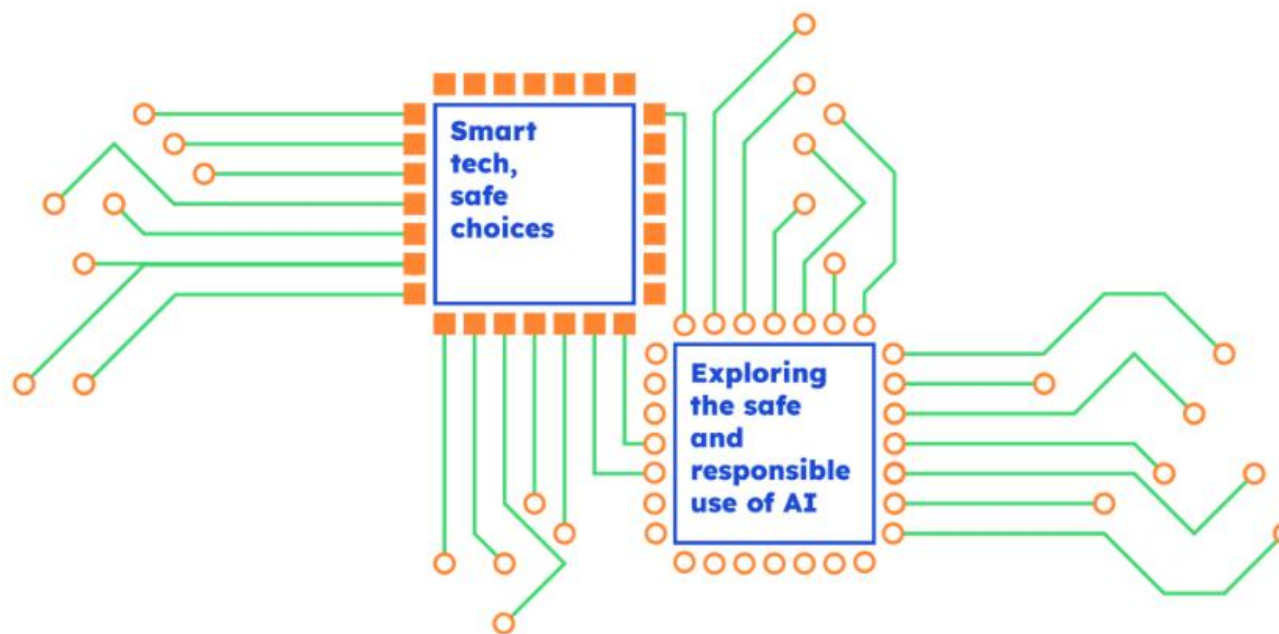 Smart
tech,
safe
choices
Exploring
the safe
and
responsible
use of AI